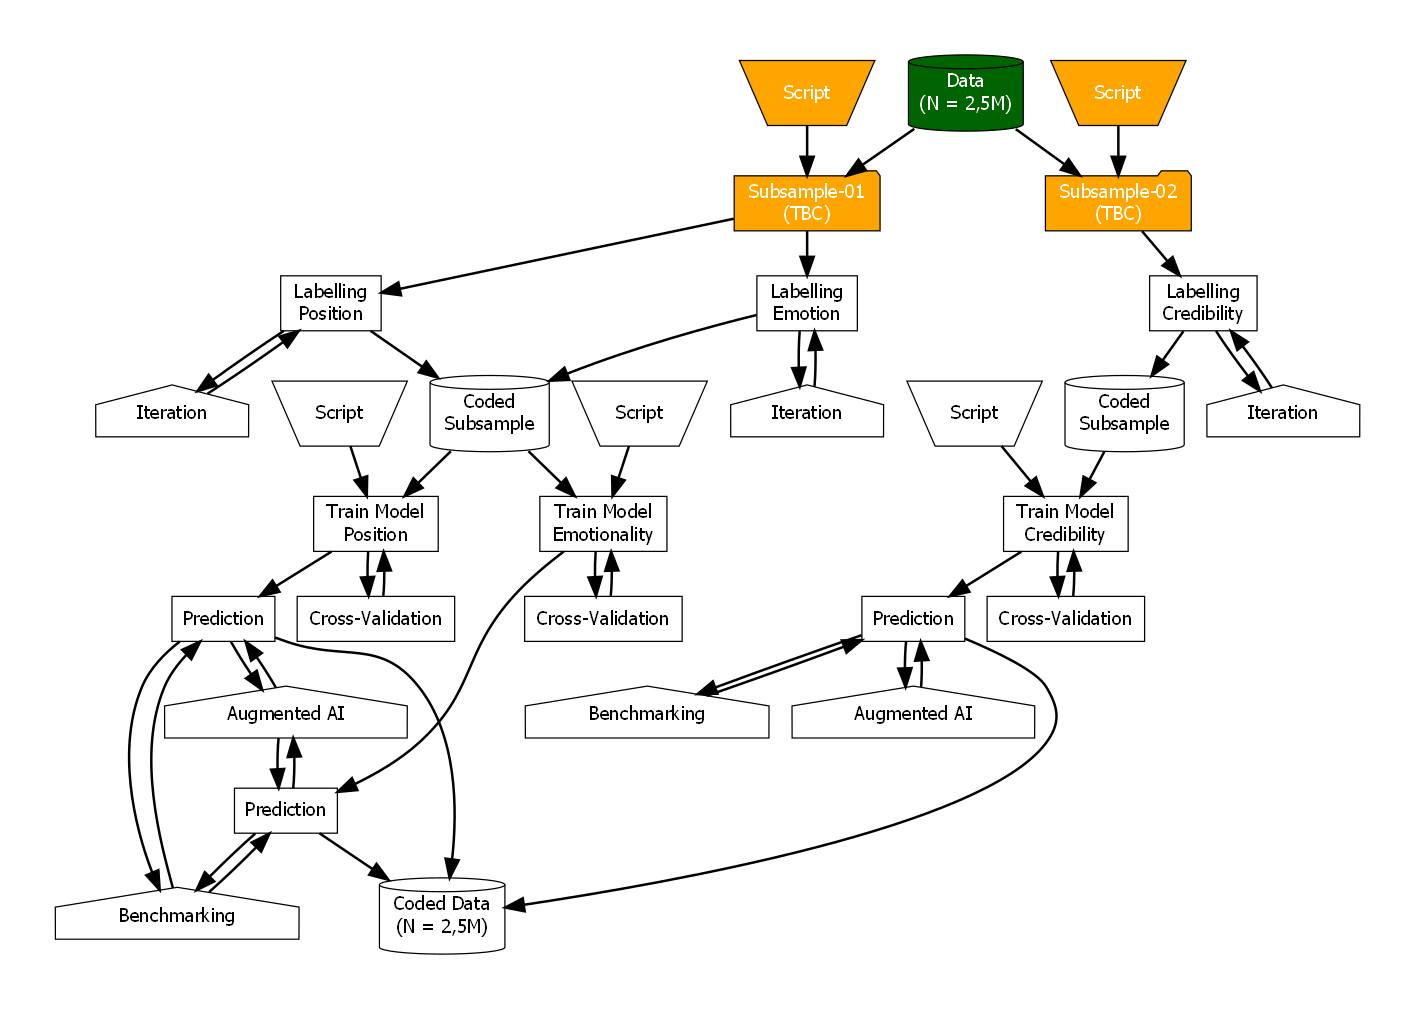 Script
Data
(N = 2,5M)
Script
Subsample-01
(TBC)
Subsample-02
(TBC)
Labelling
Position
Labelling
Emotion
Labelling
Credibility
Iteration
Script
Coded
Subsample
Script
Iteration
Script
Coded
Subsample
Iteration
Train Model
Position
Train Model
Emotionality
Train Model
Credibility
Prediction
Cross-Validation
Cross-Validation
Prediction
Cross-Validation
Augmented AI
Benchmarking
Augmented AI
Prediction
Benchmarking
Coded Data
(N = 2,5M)